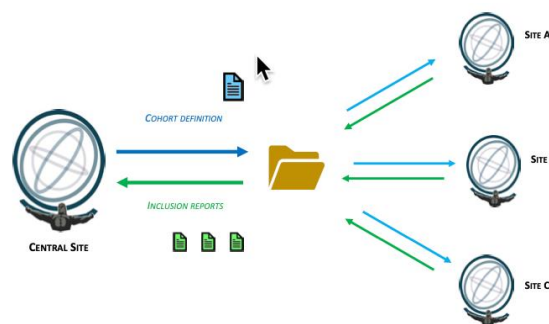 SITE A
COHORT DEFINITION
SITE
INCLUSION REPORTS
CENTRAL SITE
SITE C